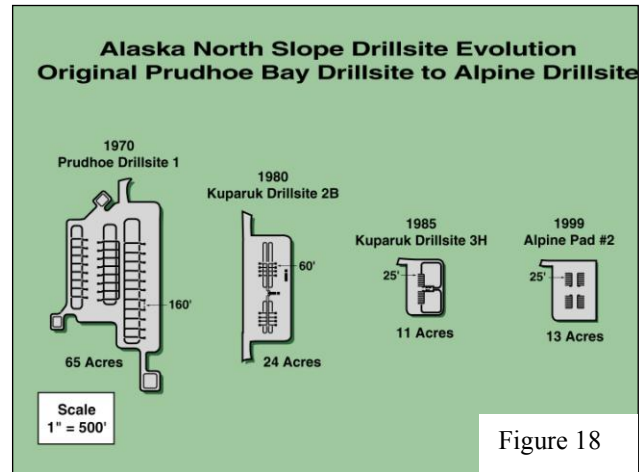 Alaska North Slope Drillsite Evolution
Original Prudhoe Bay Drillsite to Alpine Drillsite
1970
Prudhoe Drillsite 1
160'
65 Acres
1980
Kuparuk Drillsite 2B
60'
24 Acres
1985
Kuparuk Drillsite 3H
25'
11 Acres
1999
Alpine Pad #2
25'
13 Acres
Scale
1" = 500'
Figure 18